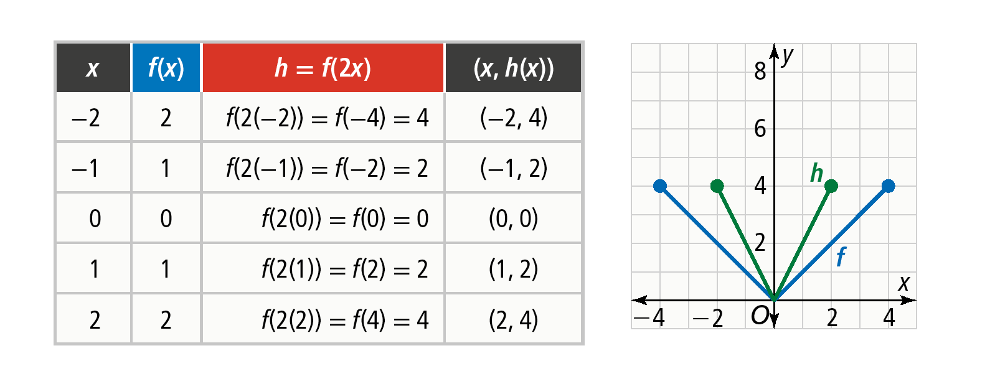 x f(x) h = f(2x) (x, h(x))
−2 2 f(2(−2)) = f(−4) = 4 (−2, 4)
−1 1 f(2(−1)) = f(−2) = 2 (−1, 2)
0 0 f(2(0)) = f(0) = 0 (0, 0)
1 1 f(2(1)) = f(2) = 2 (1, 2)
2 2 f(2(2)) = f(4) = 4 (2, 4)
y
8
6
h
4
2
f
x
−4 −2 O 2 4